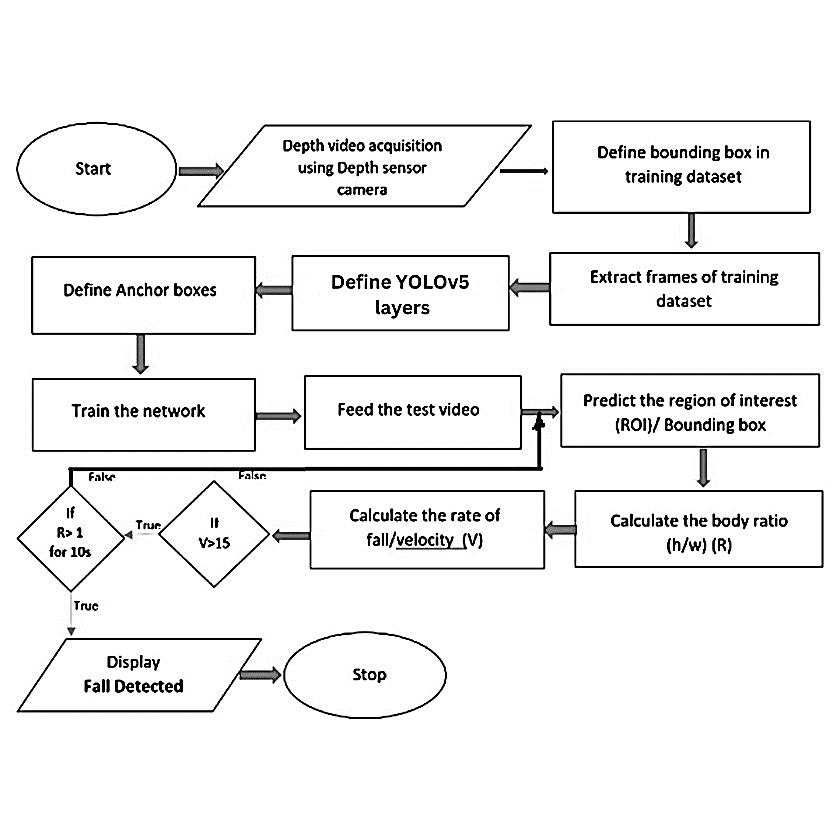 Start
Depth video acquisition
using Depth sensor
camera
Define bounding box in
training dataset
Define Anchor boxes
Define YOLOv5
layers
Extract frames of training
dataset
Train the network
Feed the test video
Predict the region of interest
(ROI)/ Bounding box
False
False
If
R> 1
for 10s
True
If
V>15
Calculate the rate of
fall/velocity (V)
Calculate the body ratio
(h/w) (R)
True
Display
Fall Detected
Stop